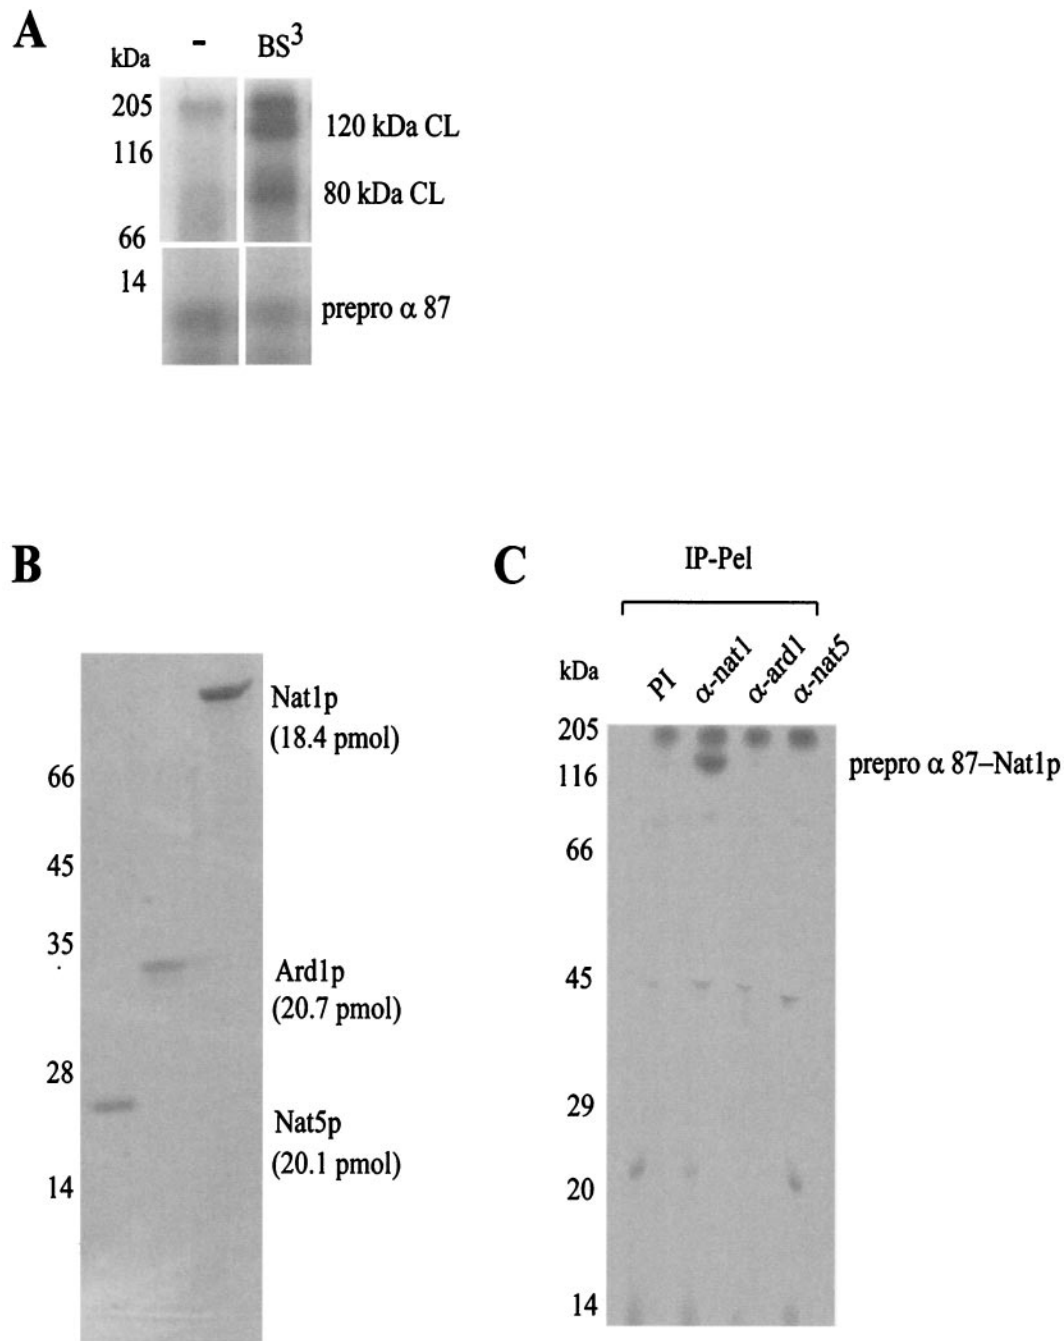 A
- BS3
kDa
205
116
66
14
120 kDa CL
80 kDa CL
prepro α 87
B
66
45
35
28
14
Nat1p
(18.4 pmol)
Ard1p
(20.7 pmol)
Nat5p
(20.1 pmol)
C
IP-Pel
kDa
PI α-nat1 α-ard1 α-nat5
205
116
66
45
29
20
14
prepro α 87–Nat1p